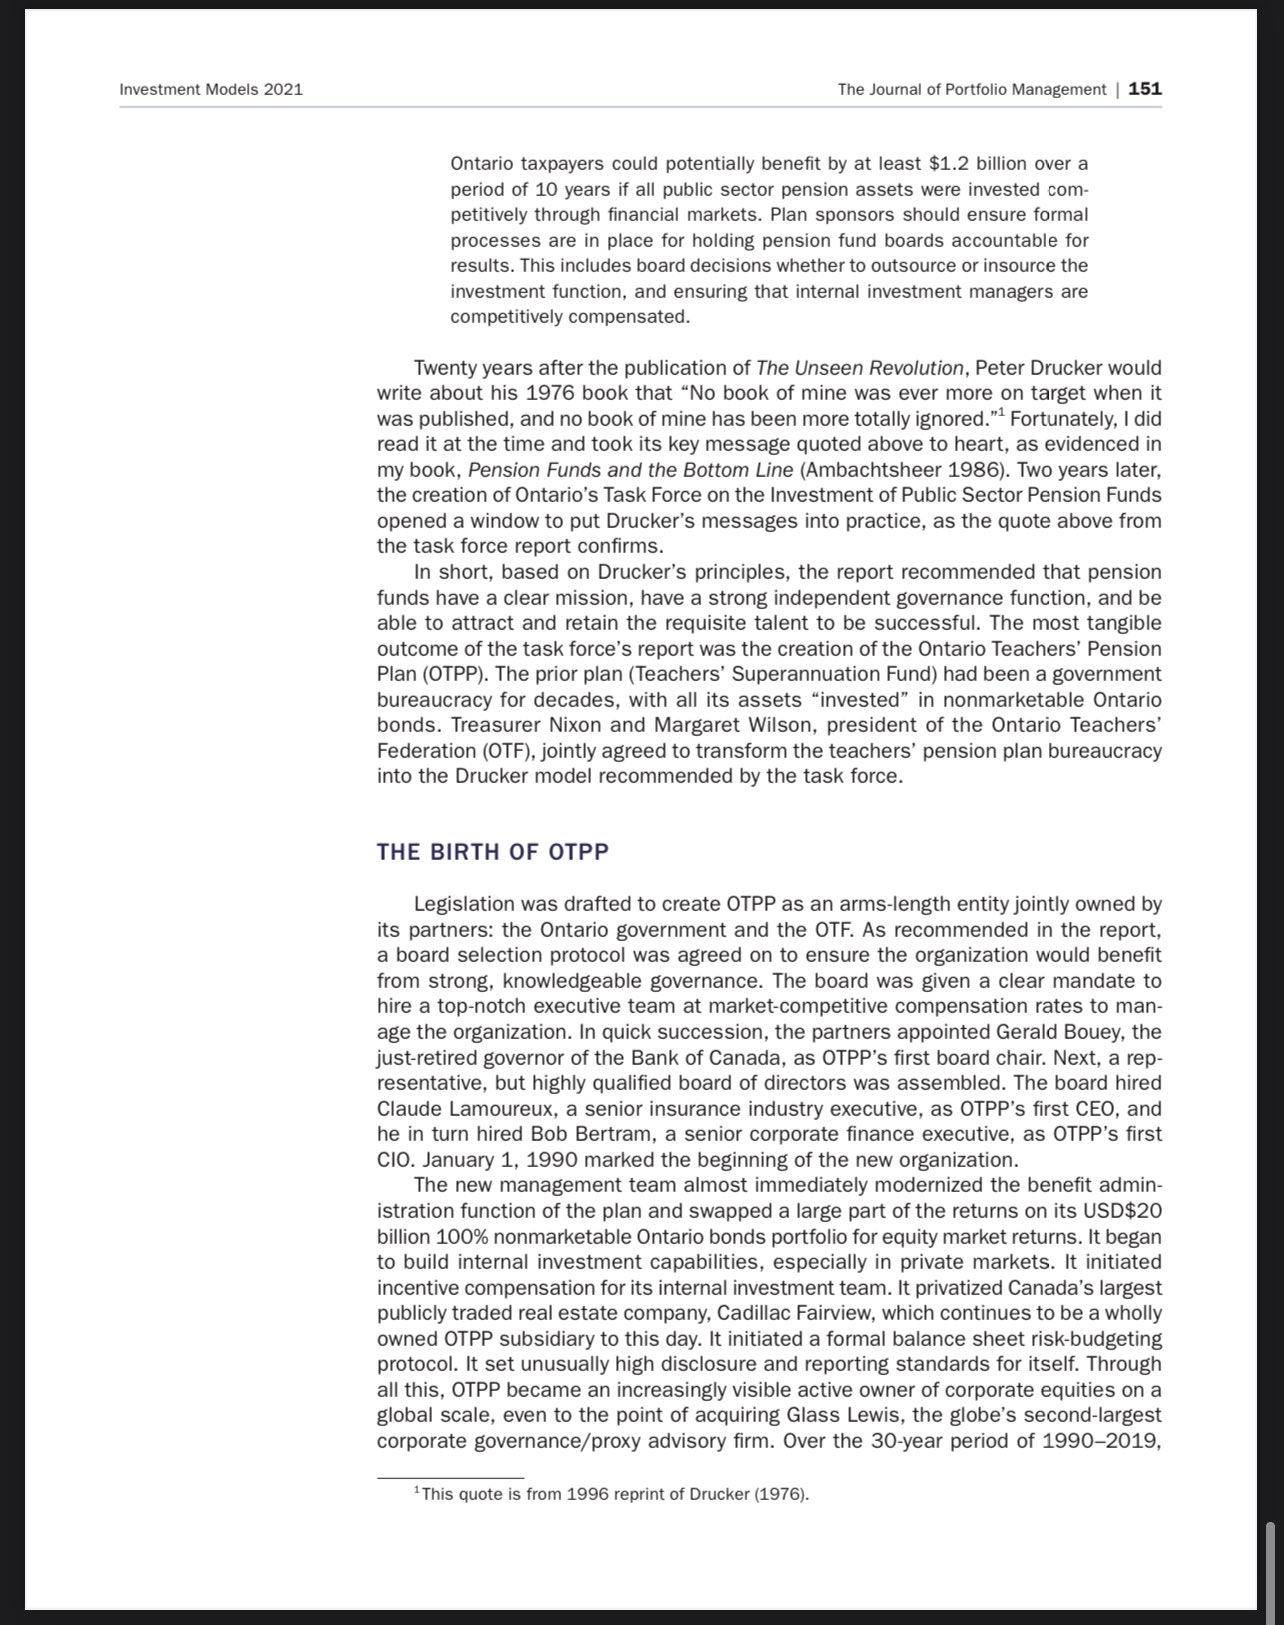 Investment Models 2021
The Journal of Portfolio Management | 151
Ontario taxpayers could potentially benefit by at least $1.2 billion over a
period of 10 years if all public sector pension assets were invested com-
petitively through financial markets. Plan sponsors should ensure formal
processes are in place for holding pension fund boards accountable for
results. This includes board decisions whether to outsource or insource the
investment function, and ensuring that internal investment managers are
competitively compensated.
Twenty years after the publication of The Unseen Revolution, Peter Drucker would
write about his 1976 book that “No book of mine was ever more on target when it
was published, and no book of mine has been more totally ignored.”¹ Fortunately, I did
read it at the time and took its key message quoted above to heart, as evidenced in
my book, Pension Funds and the Bottom Line (Ambachtsheer 1986). Two years later,
the creation of Ontario’s Task Force on the Investment of Public Sector Pension Funds
opened a window to put Drucker’s messages into practice, as the quote above from
the task force report confirms.
In short, based on Drucker’s principles, the report recommended that pension
funds have a clear mission, have a strong independent governance function, and be
able to attract and retain the requisite talent to be successful. The most tangible
outcome of the task force’s report was the creation of the Ontario Teachers’ Pension
Plan (OTPP). The prior plan (Teachers’ Superannuation Fund) had been a government
bureaucracy for decades, with all its assets “invested” in nonmarketable Ontario
bonds. Treasurer Nixon and Margaret Wilson, president of the Ontario Teachers’
Federation (OTF), jointly agreed to transform the teachers’ pension plan bureaucracy
into the Drucker model recommended by the task force.
THE BIRTH OF OTPP
Legislation was drafted to create OTPP as an arms-length entity jointly owned by
its partners: the Ontario government and the OTF. As recommended in the report,
a board selection protocol was agreed on to ensure the organization would benefit
from strong, knowledgeable governance. The board was given a clear mandate to
hire a top-notch executive team at market-competitive compensation rates to man-
age the organization. In quick succession, the partners appointed Gerald Bouey, the
just-retired governor of the Bank of Canada, as OTPP’s first board chair. Next, a rep-
resentative, but highly qualified board of directors was assembled. The board hired
Claude Lamoureux, a senior insurance industry executive, as OTPP’s first CEO, and
he in turn hired Bob Bertram, a senior corporate finance executive, as OTPP’s first
CIO. January 1, 1990 marked the beginning of the new organization.
The new management team almost immediately modernized the benefit admin-
istration function of the plan and swapped a large part of the returns on its USD$20
billion 100% nonmarketable Ontario bonds portfolio for equity market returns. It began
to build internal investment capabilities, especially in private markets. It initiated
incentive compensation for its internal investment team. It privatized Canada’s largest
publicly traded real estate company, Cadillac Fairview, which continues to be a wholly
owned OTPP subsidiary to this day. It initiated a formal balance sheet risk-budgeting
protocol. It set unusually high disclosure and reporting standards for itself. Through
all this, OTPP became an increasingly visible active owner of corporate equities on a
global scale, even to the point of acquiring Glass Lewis, the globe’s second-largest
corporate governance/proxy advisory firm. Over the 30-year period of 1990–2019,
¹This quote is from 1996 reprint of Drucker (1976).